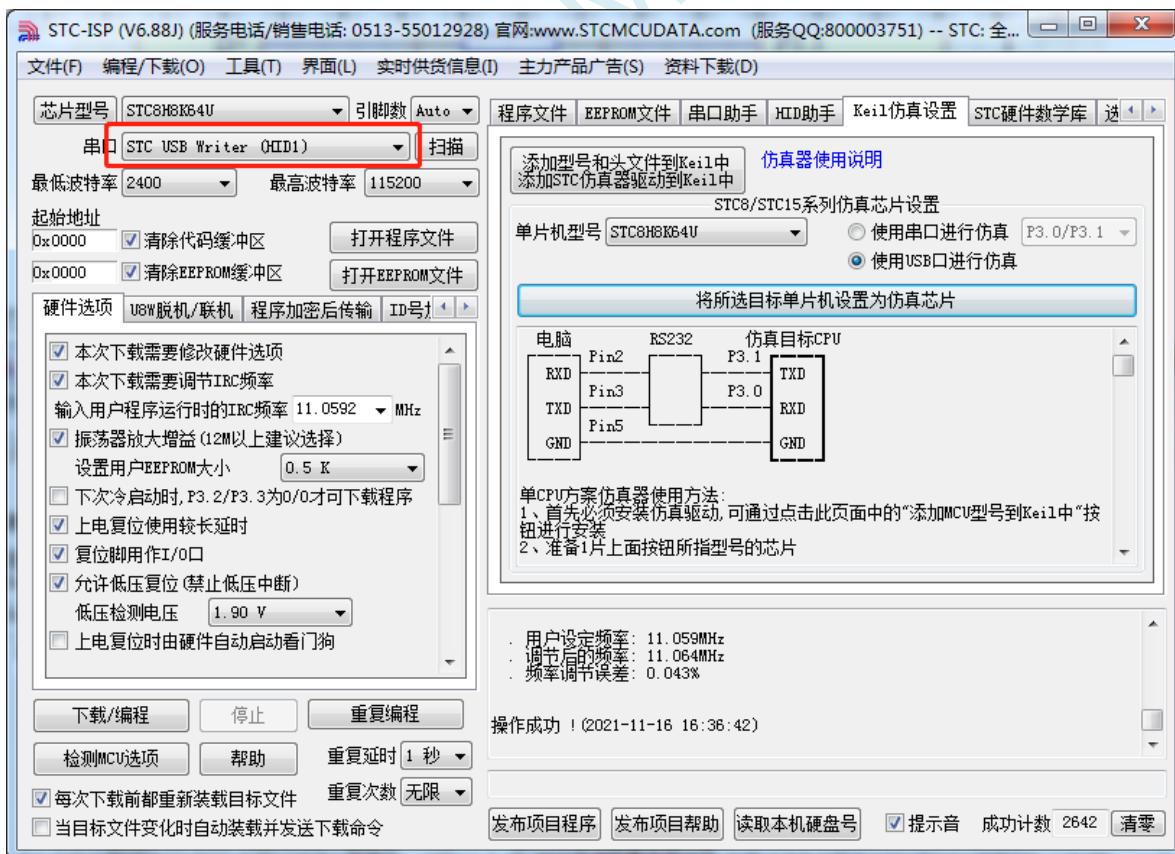 STC-ISP (V6.88J) (服务电话/销售电话: 0513-55012928) 官网:www.STCMCUDATA.com (服务QQ:800003751) -- STC: 全...
文件(F) 编程/下载(O) 工具(T) 界面(L) 实时供货信息(I) 主力产品广告(S) 资料下载(D)
芯片型号 STC8H8K64U 引脚数 Auto
串口 STC USB Writer (HID1) 扫描
最低波特率 2400 最高波特率 115200
起始地址
0x0000 清除代码缓冲区 打开程序文件
0x0000 清除EEPROM缓冲区 打开EEPROM文件
硬件选项 U8W脱机/联机 程序加密后传输 ID号
本次下载需要修改硬件选项
本次下载需要调节IRC频率
输入用户程序运行时的IRC频率 11.0592 MHz
振荡器放大增益(12M以上建议选择)
设置用户EEPROM大小 0.5 K
下次冷启动时,P3.2/P3.3为0/0才可下载程序
上电复位使用较长延时
复位脚用作I/O口
允许低压复位(禁止低压中断)
低压检测电压 1.90 V
上电复位时由硬件自动启动看门狗
下载/编程 停止 重复编程
检测MCU选项 帮助 重复延时 1 秒
每次下载前都重新装载目标文件 重复次数 无限
当目标文件变化时自动装载并发送下载命令
程序文件 EEPROM文件 串口助手 HID助手 Keil仿真设置 STC硬件数学库 选
添加型号和头文件到Keil中
添加STC仿真器驱动到Keil中
仿真器使用说明
STC8/STC15系列仿真芯片设置
单片机型号 STC8H8K64U 使用串口进行仿真 P3.0/P3.1
使用USB口进行仿真
将所选目标单片机设置为仿真芯片
电脑 RS232 仿真目标CPU
RXD Pin2 P3.1 TXD
TXD Pin3 P3.0 RXD
GND Pin5 GND
单CPU方案仿真器使用方法:
1、首先必须安装仿真驱动,可通过点击此页面中的“添加MCU型号到Keil中”按
钮进行安装
2、准备1片上面按钮所指型号的芯片
. 用户设定频率: 11.059MHz
. 调节后的频率: 11.064MHz
. 频率调节误差: 0.043%
操作成功 !(2021-11-16 16:36:42)
发布项目程序 发布项目帮助 读取本机硬盘号 提示音 成功计数 2642 清零